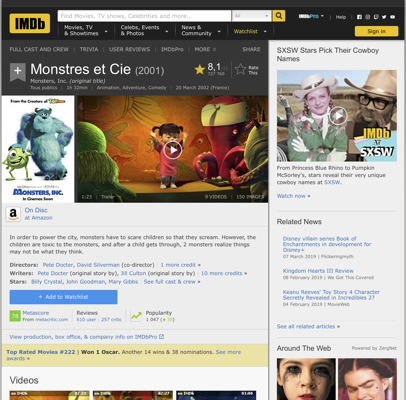 IMDb
Find Movies, TV shows, Celebrities and more...
All
Movies, TV
& Showtimes
Celebs, Events
& Photos
News &
Community
Watchlist
IMDbPro
Help
Sign in
FULL CAST AND CREW | TRIVIA | USER REVIEWS | IMDbPro | MORE
SHARE
Monstres et Cie (2001)
Monsters, Inc. (original title)
Tous publics | 1h 32min | Animation, Adventure, Comedy | 20 March 2002 (France)
8,1
Rate
This
From the Creators of TOY STORY
MONSTERS, INC.
In Cinemas Soon
1:23 | Trailer
9 VIDEOS | 150 IMAGES
On Disc
at Amazon
In order to power the city, monsters have to scare children so that they scream. However, the
children are toxic to the monsters, and after a child gets through, 2 monsters realize things
may not be what they think.
Directors: Pete Docter, David Silverman (co-director) | 1 more credit »
Writers: Pete Docter (original story by), Jill Culton (original story by) | 10 more credits »
Stars: Billy Crystal, John Goodman, Mary Gibbs | See full cast & crew »
+ Add to Watchlist
Metascore
From metacritic.com
Reviews
610 user | 257 critic
Popularity
1 047
View production, box office, & company info on IMDbPro
Top Rated Movies #222 | Won 1 Oscar. Another 14 wins & 38 nominations. See more
awards »
Videos
SXSW Stars Pick Their Cowboy
Names
IMDb
AT
SXSW
From Princess Blue Rhino to Pumpkin
McSorley's, stars reveal their very unique
cowboy names at SXSW.
Watch now »
Related News
Disney villain series Book of
Enchantments in development for
Disney+
07 March 2019 | Flickeringmyth
Kingdom Hearts III Review
08 February 2019 | We Got This Covered
Keanu Reeves' Toy Story 4 Character
Secretly Revealed in Incredibles 2?
04 February 2019 | MovieWeb
See all related articles »
Around The Web
Powered by ZergNet